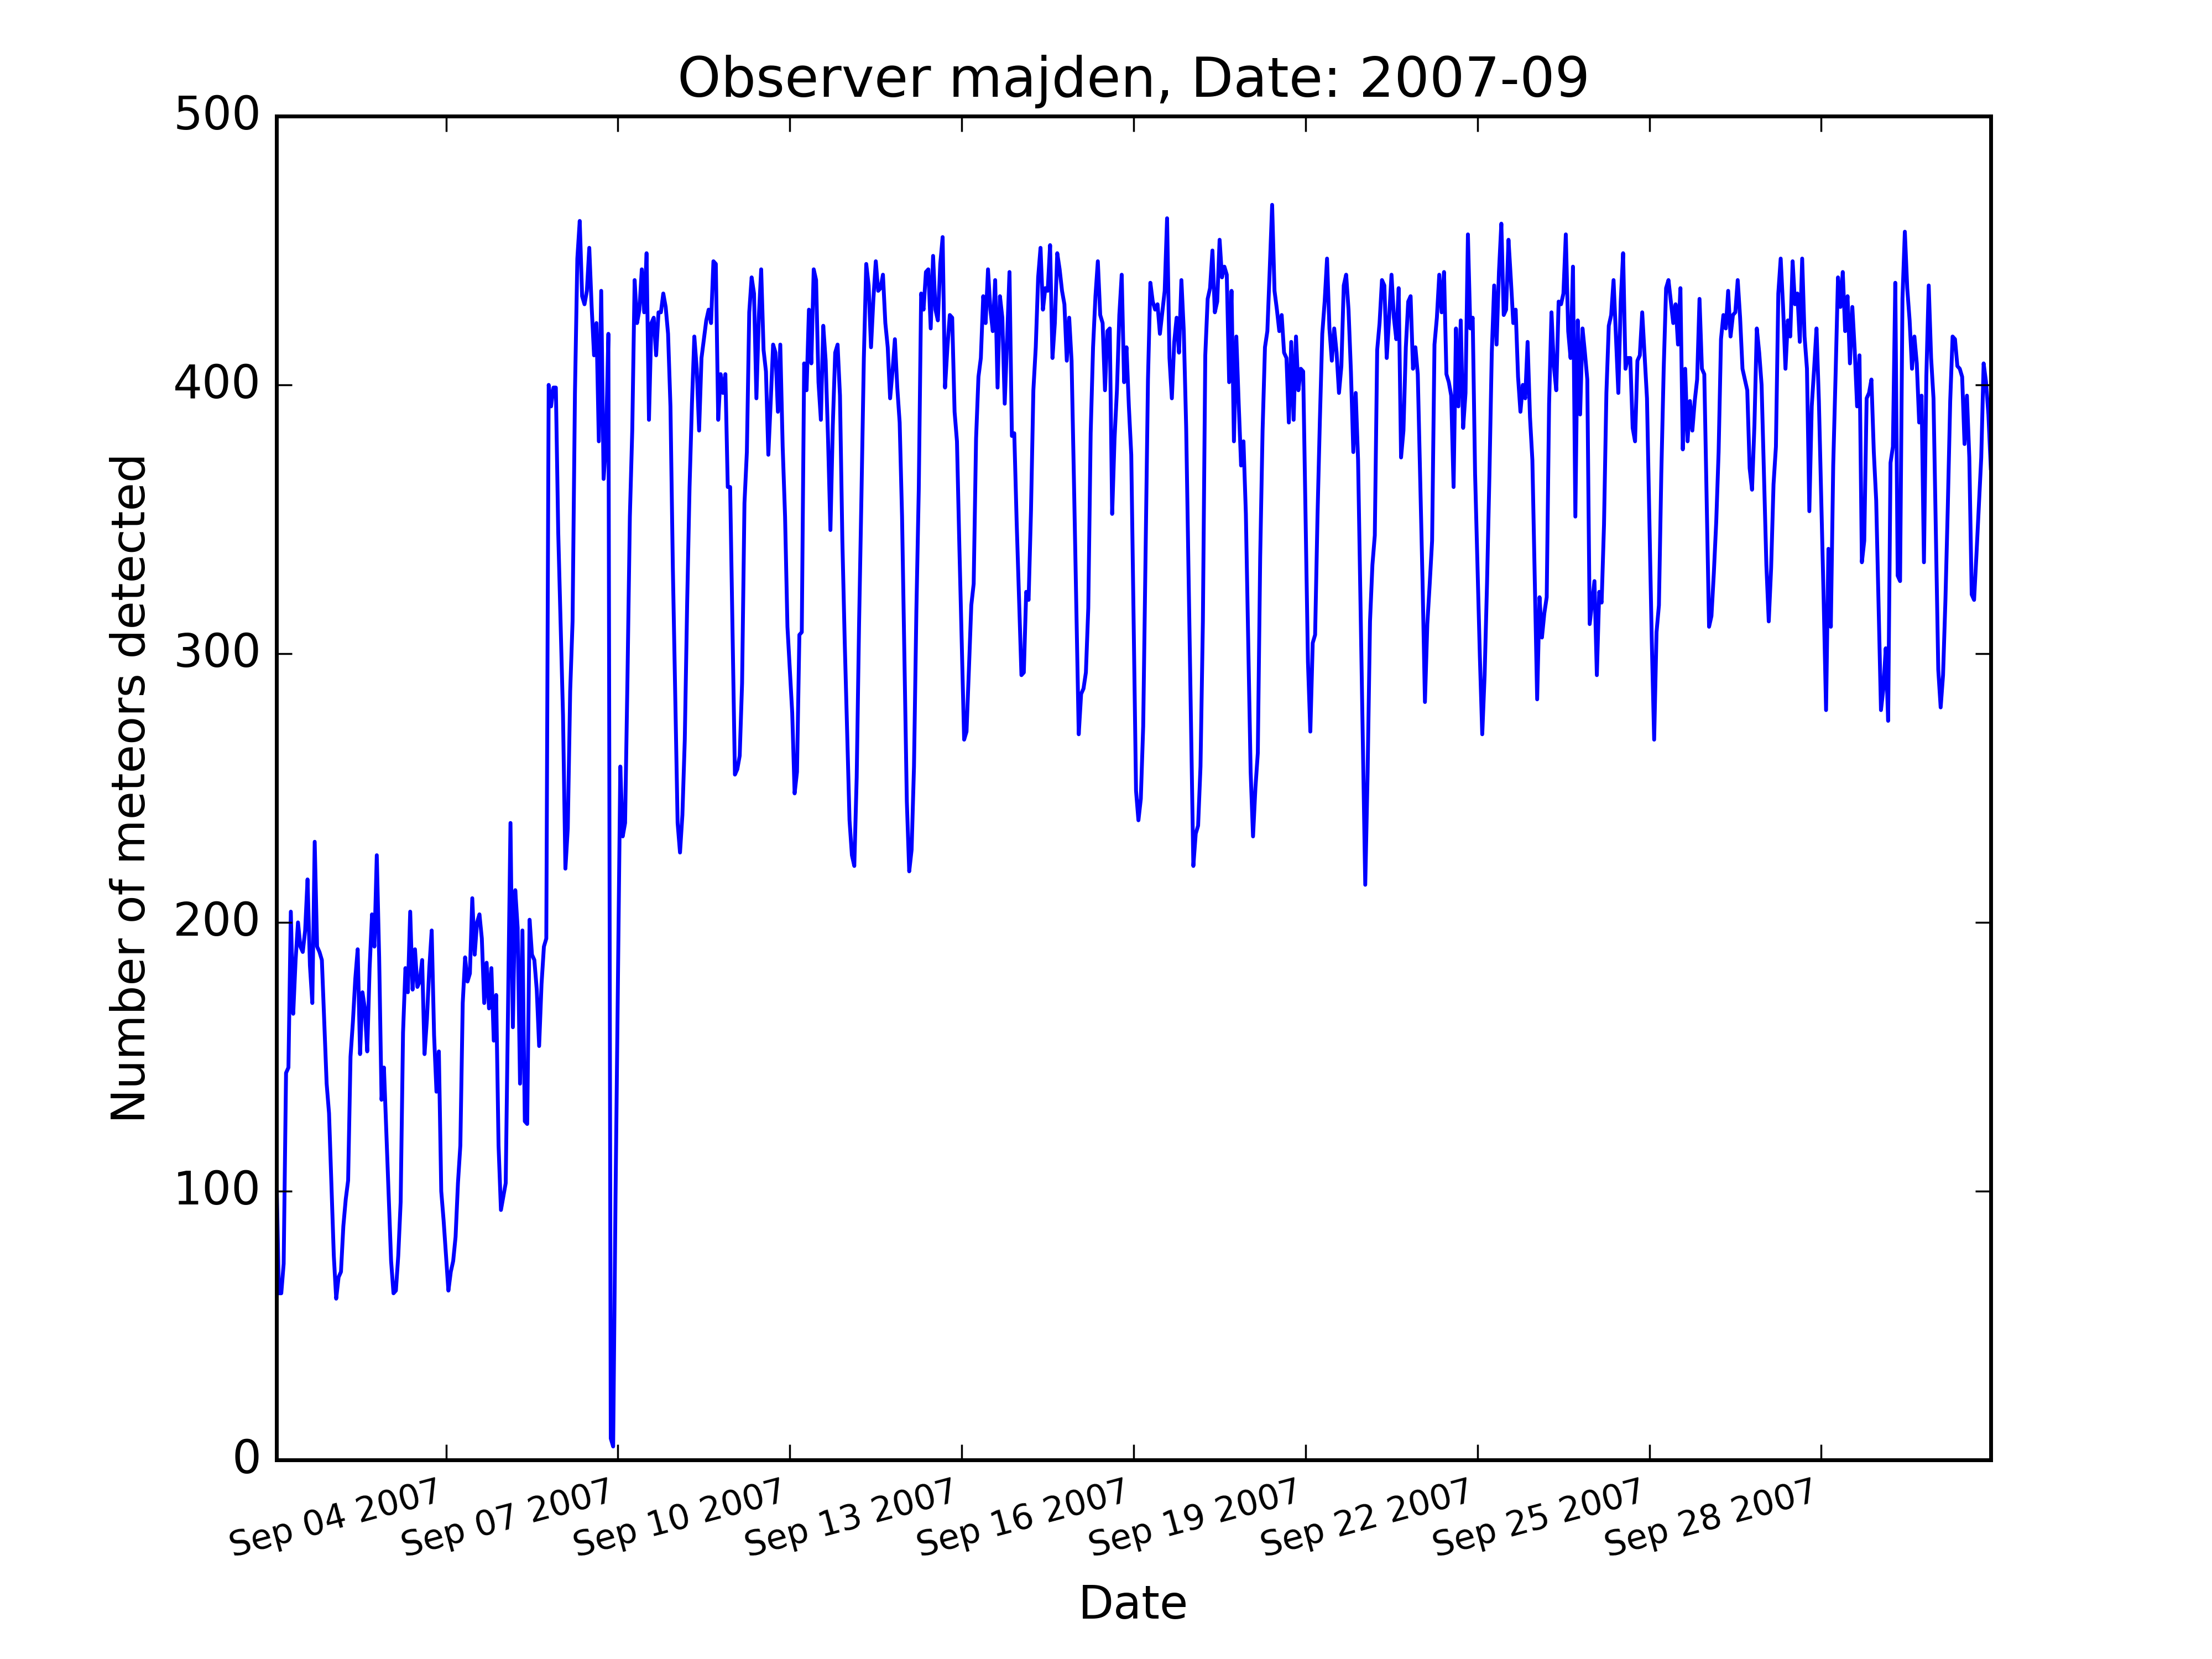 Observer majden, Date: 2007-09
Number of meteors detected
500
400
300
200
100
0
Sep 04 2007
Sep 07 2007
Sep 10 2007
Sep 13 2007
Sep 16 2007
Sep 19 2007
Sep 22 2007
Sep 25 2007
Sep 28 2007
Date